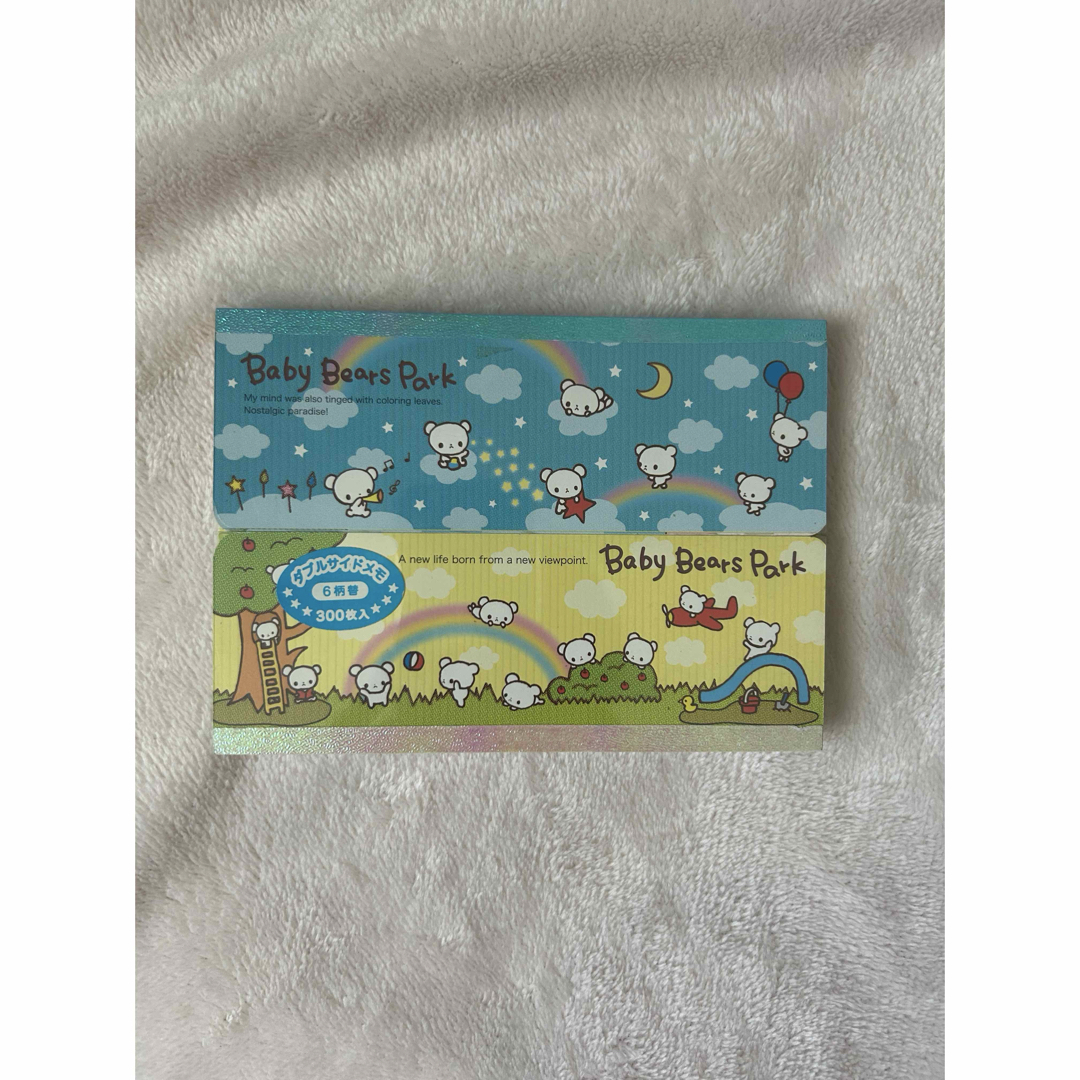 Baby Bears Park
My mind was also tinged with coloring leaves.
Nostalgic paradise!
ダブルサイドメモ
6柄替
300枚入
A new life born from a new viewpoint.
Baby Bears Park